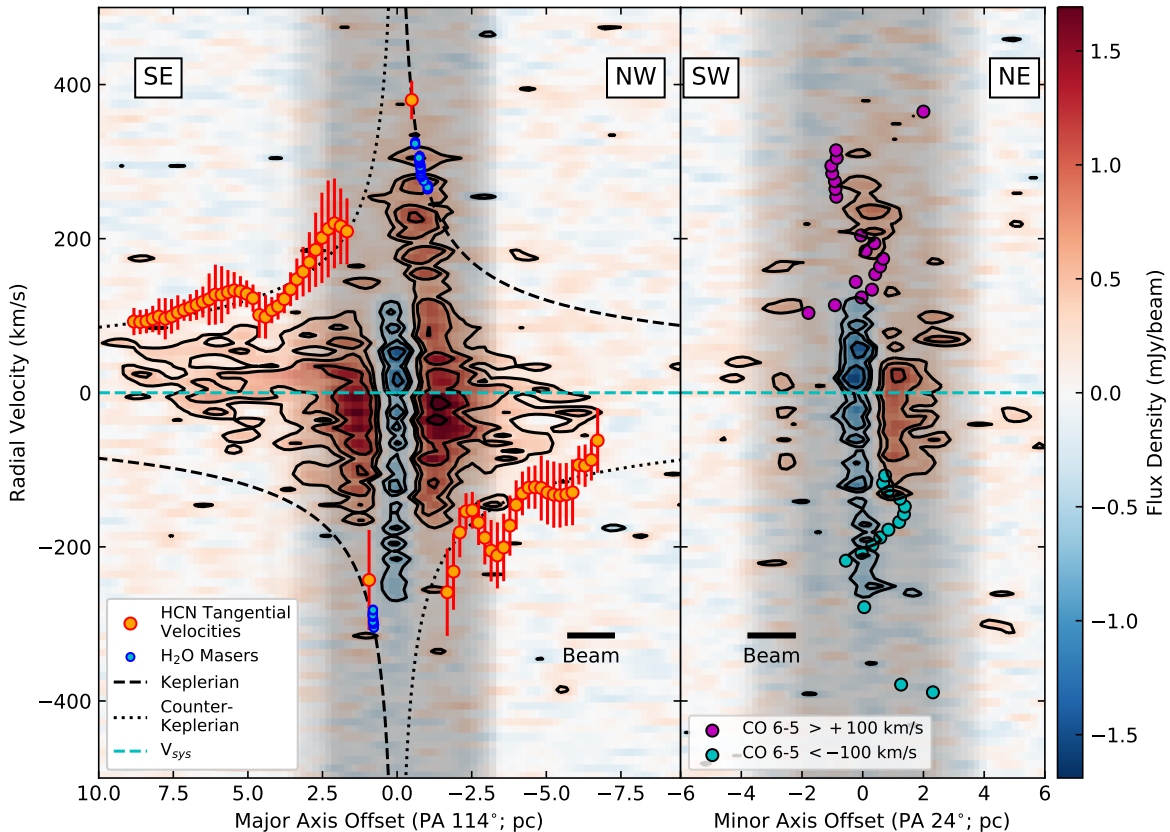 SE
NW
SW
NE
400
200
0
−200
−400
Radial Velocity (km/s)
HCN Tangential
Velocities
H₂O Masers
Keplerian
Counter-
Keplerian
V_sys
Beam
Beam
CO 6-5 > +100 km/s
CO 6-5 < −100 km/s
10.0 7.5 5.0 2.5 0.0 −2.5 −5.0 −7.5
−6 −4 −2 0 2 4 6
Major Axis Offset (PA 114°; pc)
Minor Axis Offset (PA 24°; pc)
1.5
1.0
0.5
0.0
−0.5
−1.0
−1.5
Flux Density (mJy/beam)